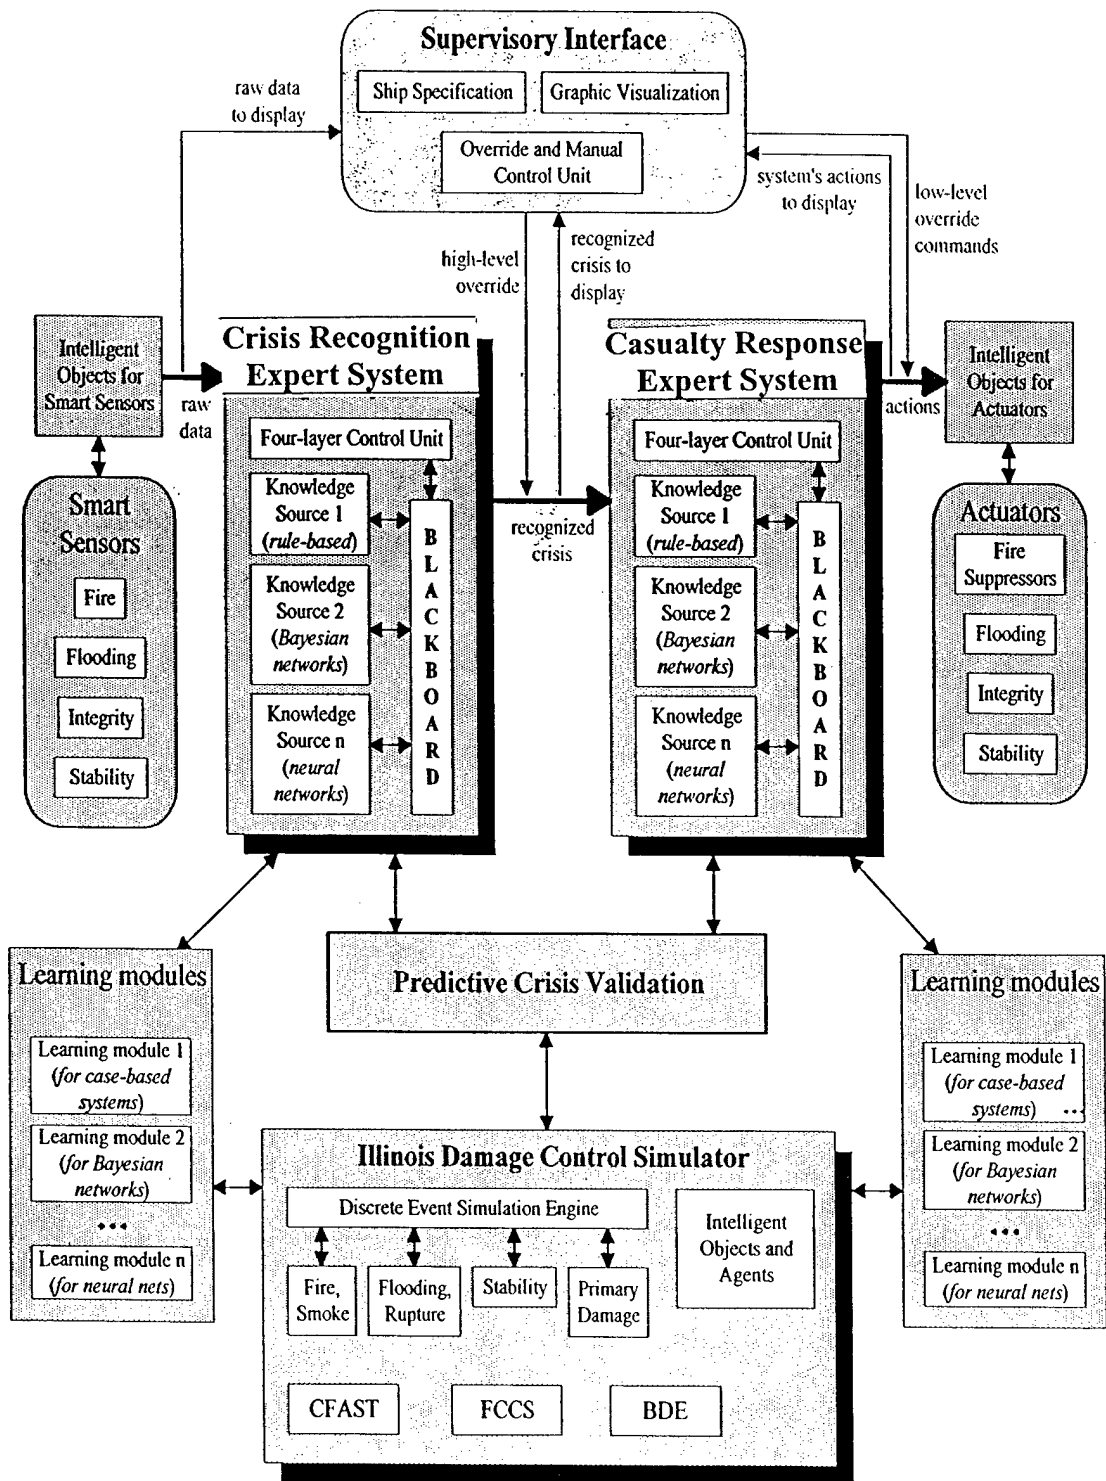 Supervisory Interface
Ship Specification
Graphic Visualization
Override and Manual
Control Unit
raw data
to display
system's actions
to display
low-level
override
commands
high-level
override
recognized
crisis to
display
Intelligent
Objects for
Smart Sensors
raw
data
Crisis Recognition
Expert System
Four-layer Control Unit
Knowledge
Source 1
(rule-based)
Knowledge
Source 2
(Bayesian
networks)
Knowledge
Source n
(neural
networks)
BLACKBOARD
recognized
crisis
Casualty Response
Expert System
Four-layer Control Unit
Knowledge
Source 1
(rule-based)
Knowledge
Source 2
(Bayesian
networks)
Knowledge
Source n
(neural
networks)
BLACKBOARD
actions
Intelligent
Objects for
Actuators
Smart
Sensors
Fire
Flooding
Integrity
Stability
Actuators
Fire
Suppressors
Flooding
Integrity
Stability
Learning modules
Learning module 1
(for case-based
systems)
Learning module 2
(for Bayesian
networks)
...
Learning module n
(for neural nets)
Predictive Crisis Validation
Learning modules
Learning module 1
(for case-based
systems) ...
Learning module 2
(for Bayesian
networks)
...
Learning module n
(for neural nets)
Illinois Damage Control Simulator
Discrete Event Simulation Engine
Fire,
Smoke
Flooding,
Rupture
Stability
Primary
Damage
Intelligent
Objects and
Agents
CFAST
FCCS
BDE